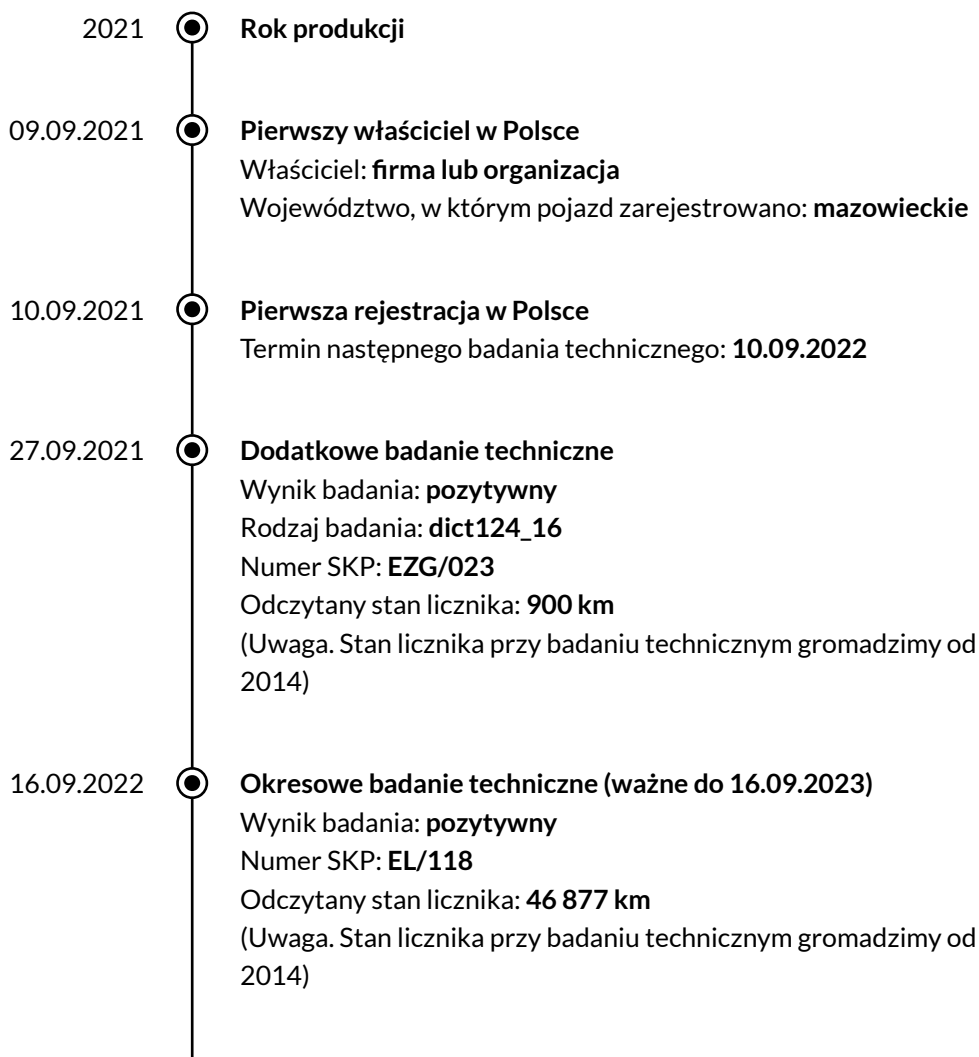 2021 Rok produkcji
09.09.2021 Pierwszy właściciel w Polsce
Właściciel: firma lub organizacja
Województwo, w którym pojazd zarejestrowano: mazowieckie
10.09.2021 Pierwsza rejestracja w Polsce
Termin następnego badania technicznego: 10.09.2022
27.09.2021 Dodatkowe badanie techniczne
Wynik badania: pozytywny
Rodzaj badania: dict124_16
Numer SKP: EZG/023
Odczytany stan licznika: 900 km
(Uwaga. Stan licznika przy badaniu technicznym gromadzimy od
2014)
16.09.2022 Okresowe badanie techniczne (ważne do 16.09.2023)
Wynik badania: pozytywny
Numer SKP: EL/118
Odczytany stan licznika: 46 877 km
(Uwaga. Stan licznika przy badaniu technicznym gromadzimy od
2014)